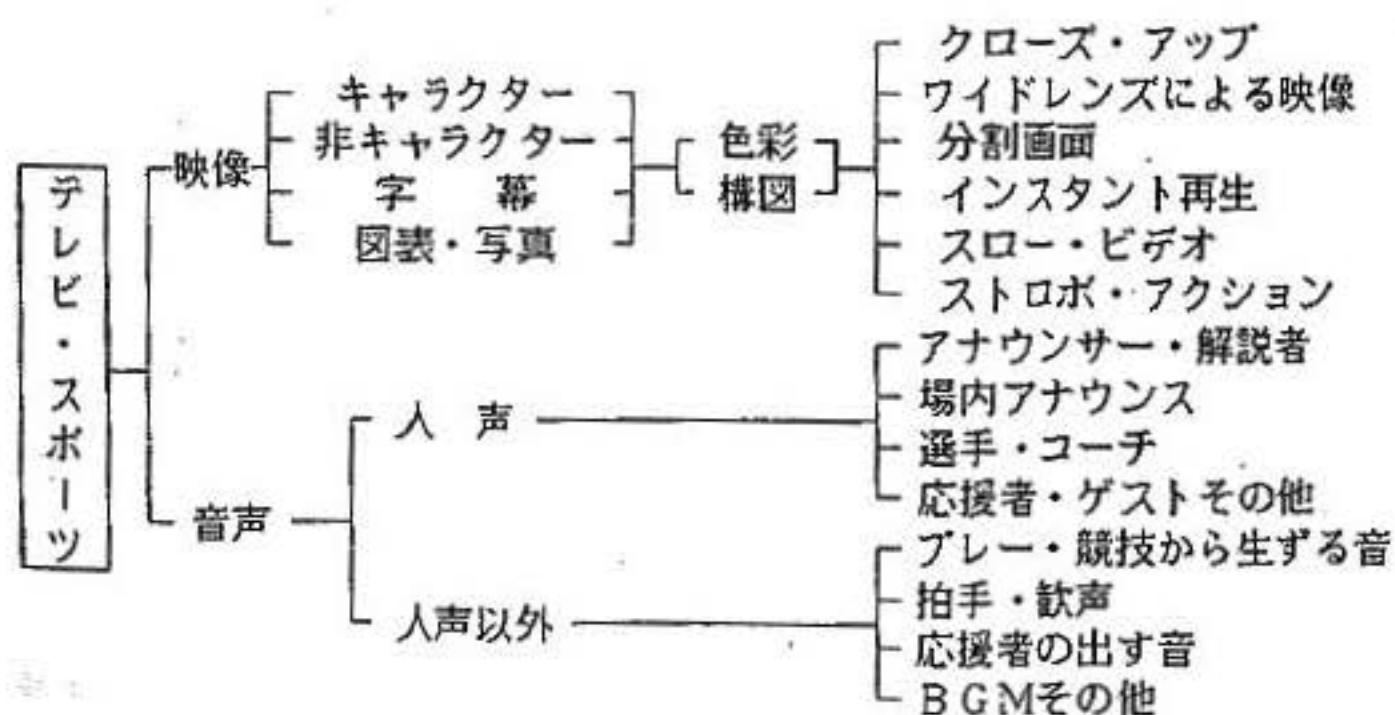 テレビ・スポーツ
映像
キャラクター
非キャラクター
字幕
図表・写真
色彩
構図
クローズ・アップ
ワイドレンズによる映像
分割画面
インスタント再生
スロー・ビデオ
ストロボ・アクション
音声
人声
アナウンサー・解説者
場内アナウンス
選手・コーチ
応援者・ゲストその他
人声以外
プレー・競技から生ずる音
拍手・歓声
応援者の出す音
BGMその他